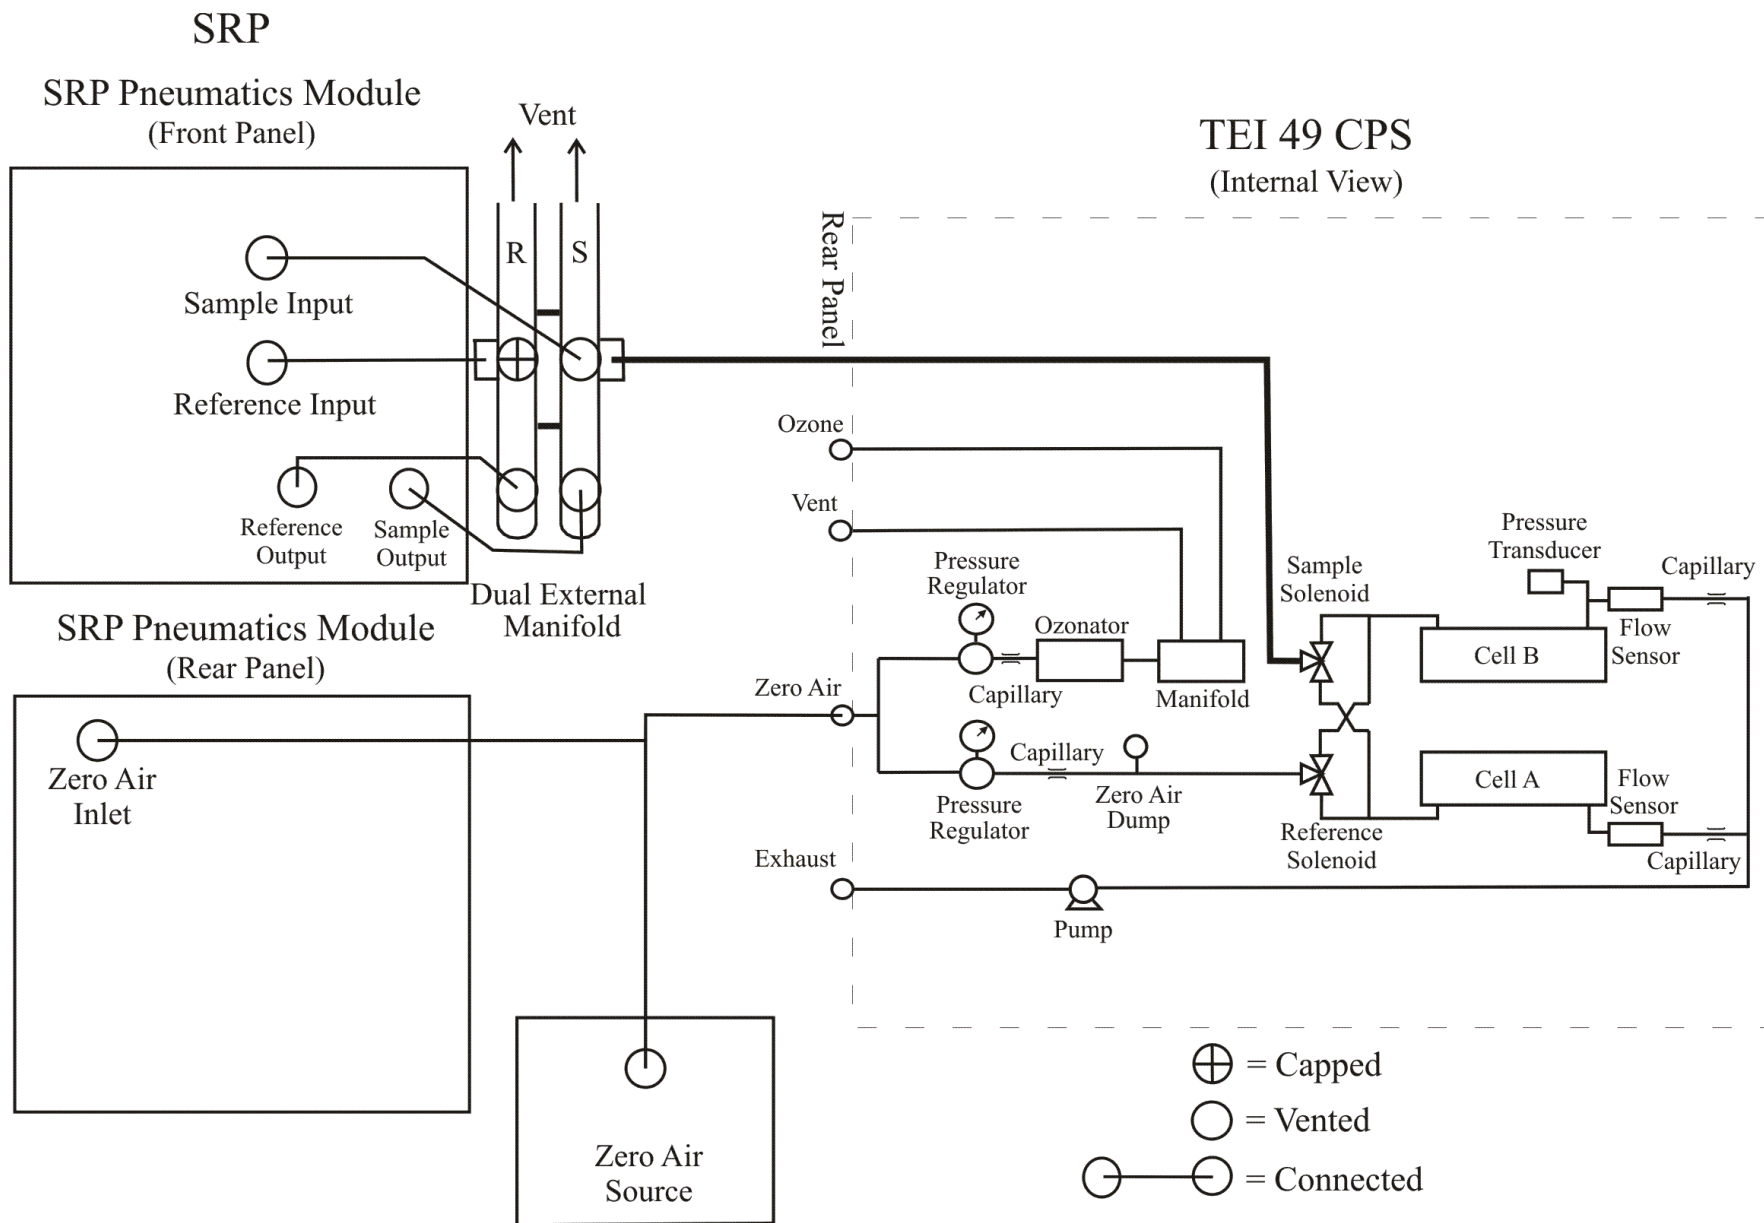 SRP
SRP Pneumatics Module
(Front Panel)
Vent
TEI 49 CPS
(Internal View)
R
S
Rear Panel
Sample Input
Reference Input
Reference
Output
Sample
Output
Dual External
Manifold
Ozone
Vent
Pressure
Regulator
Ozonator
Capillary
Manifold
Sample
Solenoid
Pressure
Transducer
Capillary
Flow
Sensor
Cell B
SRP Pneumatics Module
(Rear Panel)
Zero Air
Inlet
Zero Air
Capillary
Pressure
Regulator
Zero Air
Dump
Cell A
Flow
Sensor
Reference
Solenoid
Capillary
Exhaust
Pump
Zero Air
Source
= Capped
= Vented
= Connected